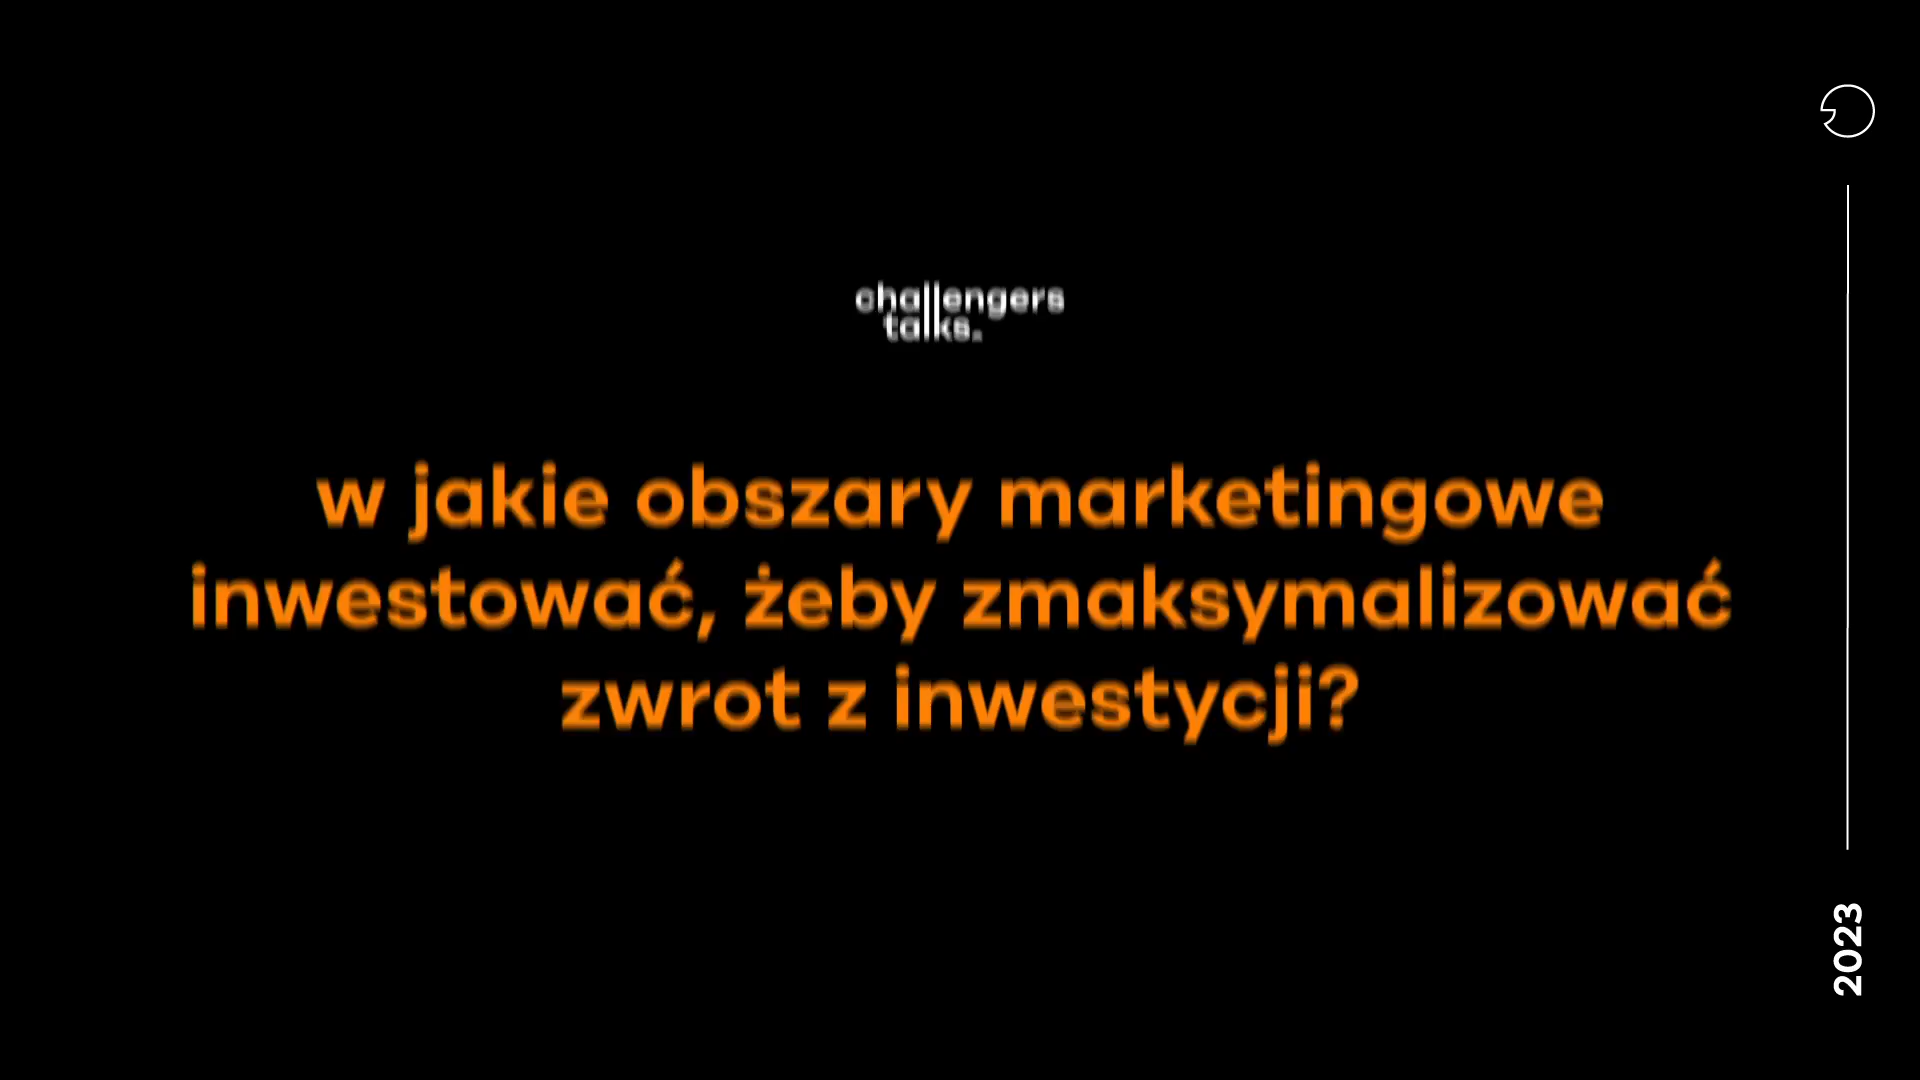 challengers
talks.
w jakie obszary marketingowe
inwestować, żeby zmaksymalizować
zwrot z inwestycji?
2023